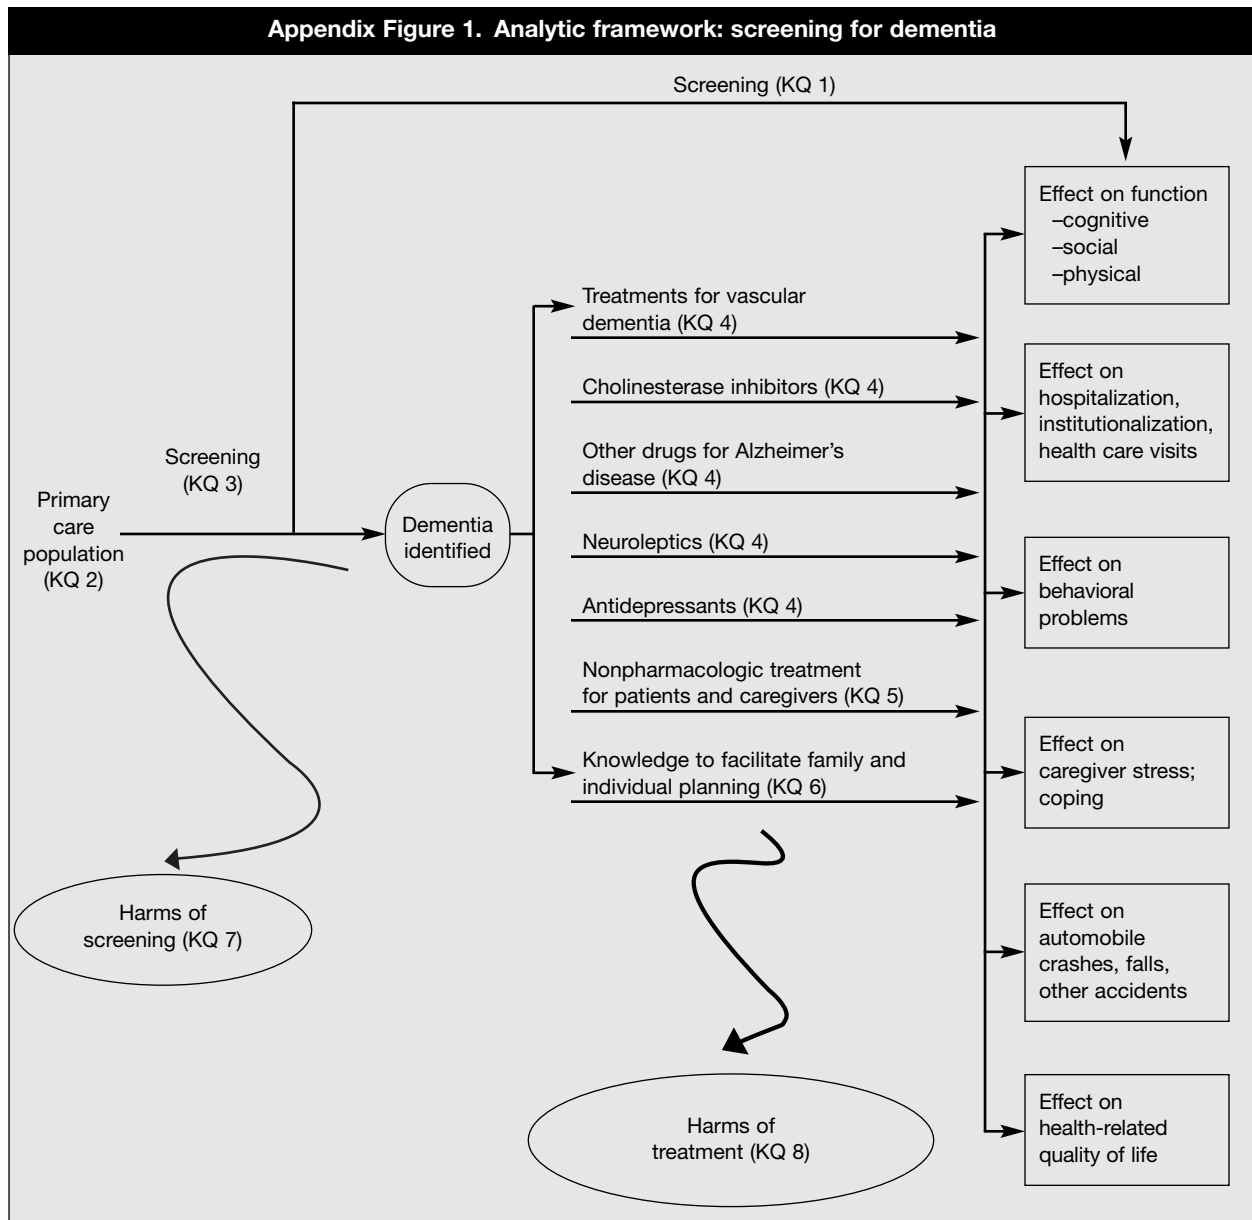 Appendix Figure 1. Analytic framework: screening for dementia
Screening (KQ 1)
Primary
care
population
(KQ 2)
Screening
(KQ 3)
Dementia
identified
Treatments for vascular
dementia (KQ 4)
Cholinesterase inhibitors (KQ 4)
Other drugs for Alzheimer’s
disease (KQ 4)
Neuroleptics (KQ 4)
Antidepressants (KQ 4)
Nonpharmacologic treatment
for patients and caregivers (KQ 5)
Knowledge to facilitate family and
individual planning (KQ 6)
Effect on function
–cognitive
–social
–physical
Effect on
hospitalization,
institutionalization,
health care visits
Effect on
behavioral
problems
Effect on
caregiver stress;
coping
Effect on
automobile
crashes, falls,
other accidents
Effect on
health-related
quality of life
Harms of
screening (KQ 7)
Harms of
treatment (KQ 8)